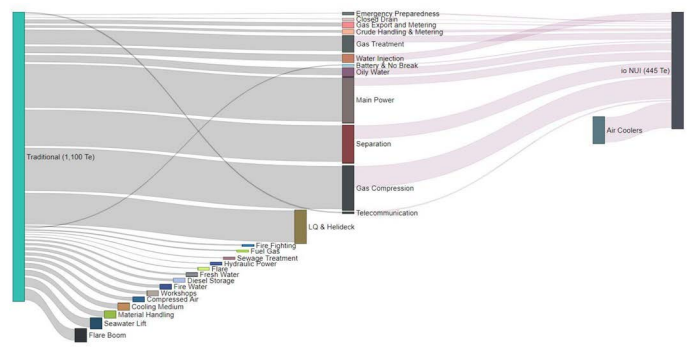 Emergency Preparedness
Closed Drain
Gas Export and Metering
Crude Handling & Metering
Gas Treatment
Water Injection
Battery & No Break
Oily Water
io NUI (445 Te)
Main Power
Air Coolers
Separation
Traditional (1,100 Te)
Gas Compression
Telecommunication
LQ & Helideck
Fire Fighting
Fuel Gas
Sewage Treatment
Hydraulic Power
Flare
Fresh Water
Diesel Storage
Fire Water
Workshops
Compressed Air
Cooling Medium
Material Handling
Seawater Lift
Flare Boom